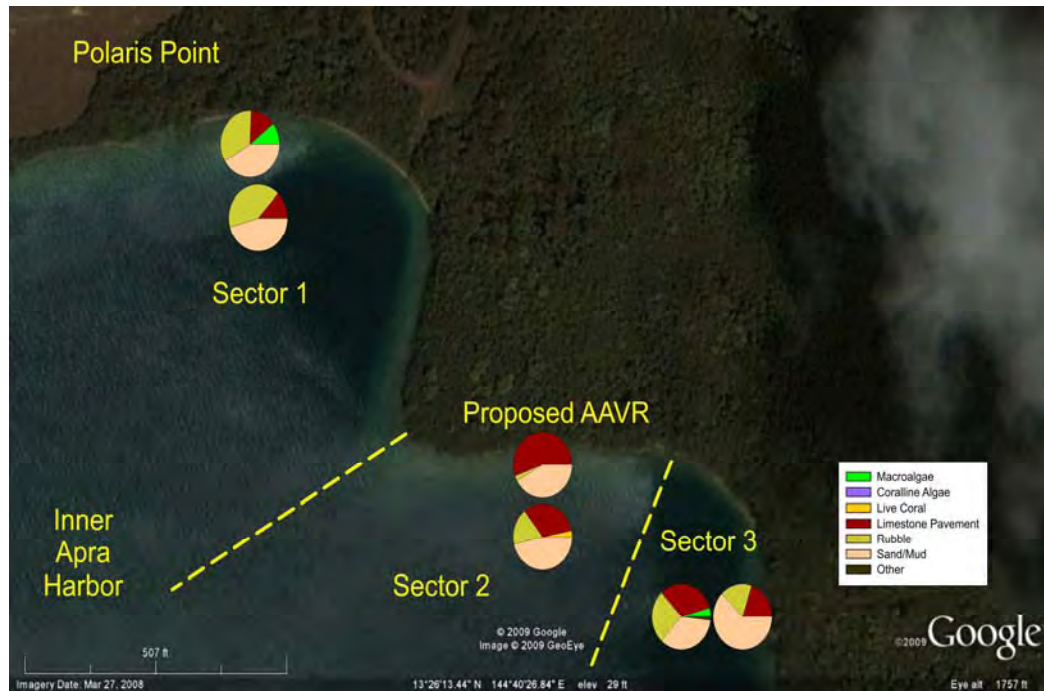 Polaris Point
Sector 1
Proposed AAVR
Inner
Apra
Harbor
Sector 2
Sector 3
Macroalgae
Coralline Algae
Live Coral
Limestone Pavement
Rubble
Sand/Mud
Other
© 2009 Google
Image © 2009 GeoEye
©2009 Google
507 ft
Imagery Date: Mar 27, 2008
13°26'13.44" N 144°40'26.84" E elev 29 ft
Eye alt 1757 ft